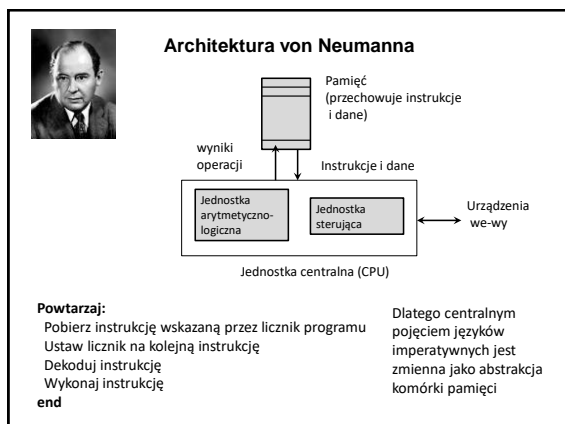 Architektura von Neumanna
Pamięć
(przechowuje instrukcje
i dane)
wyniki
operacji
Instrukcje i dane
Jednostka
arytmetyczno-
logiczna
Jednostka
sterująca
Urządzenia
we-wy
Jednostka centralna (CPU)
Powtarzaj:
Pobierz instrukcję wskazaną przez licznik programu
Ustaw licznik na kolejną instrukcję
Dekoduj instrukcję
Wykonaj instrukcję
end
Dlatego centralnym
pojęciem języków
imperatywnych jest
zmienna jako abstrakcja
komórki pamięci